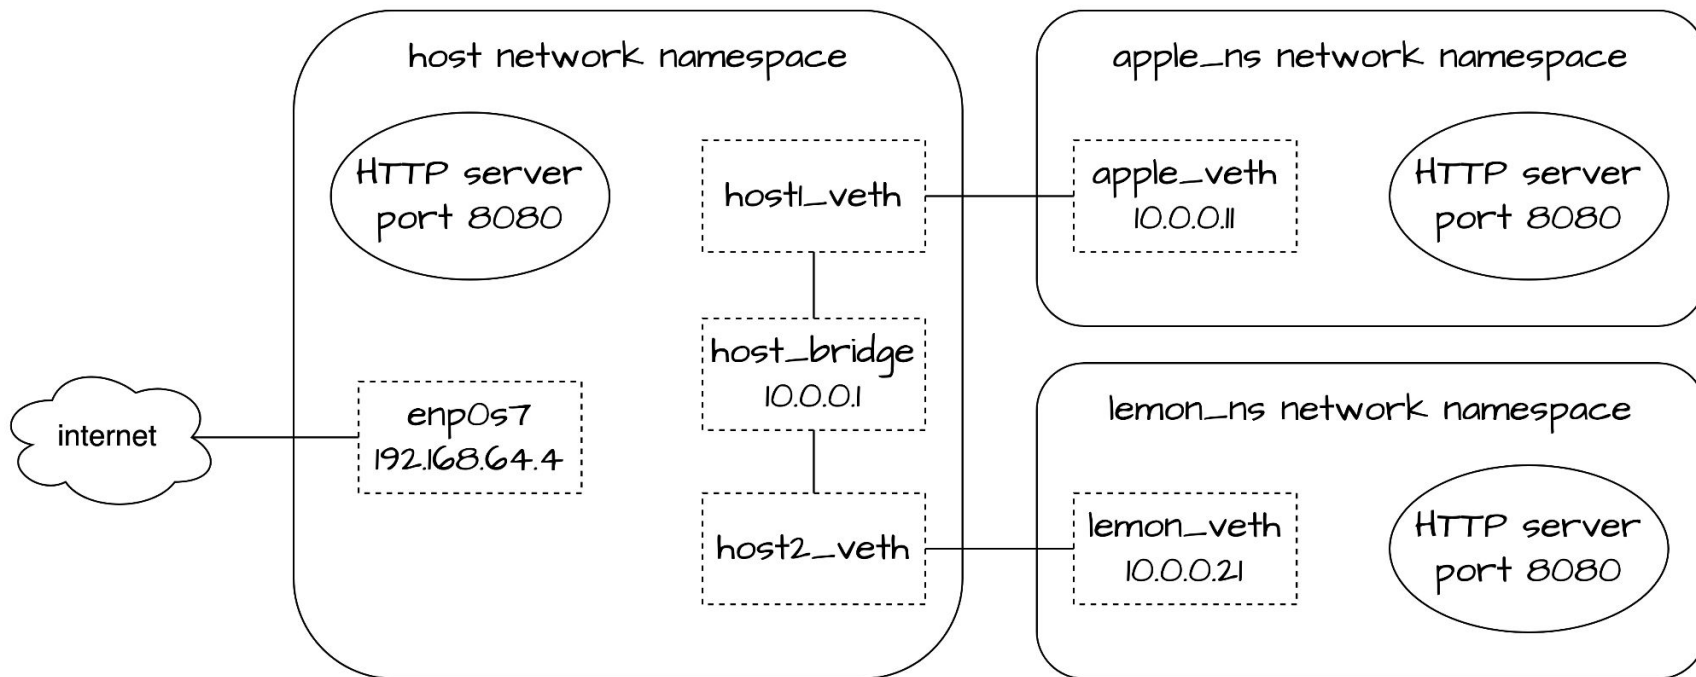 host network namespace
HTTP server
port 8080
host1_veth
host_bridge
10.0.0.1
enp0s7
192.168.64.4
host2_veth
internet
apple_ns network namespace
apple_veth
10.0.0.11
HTTP server
port 8080
lemon_ns network namespace
lemon_veth
10.0.0.21
HTTP server
port 8080